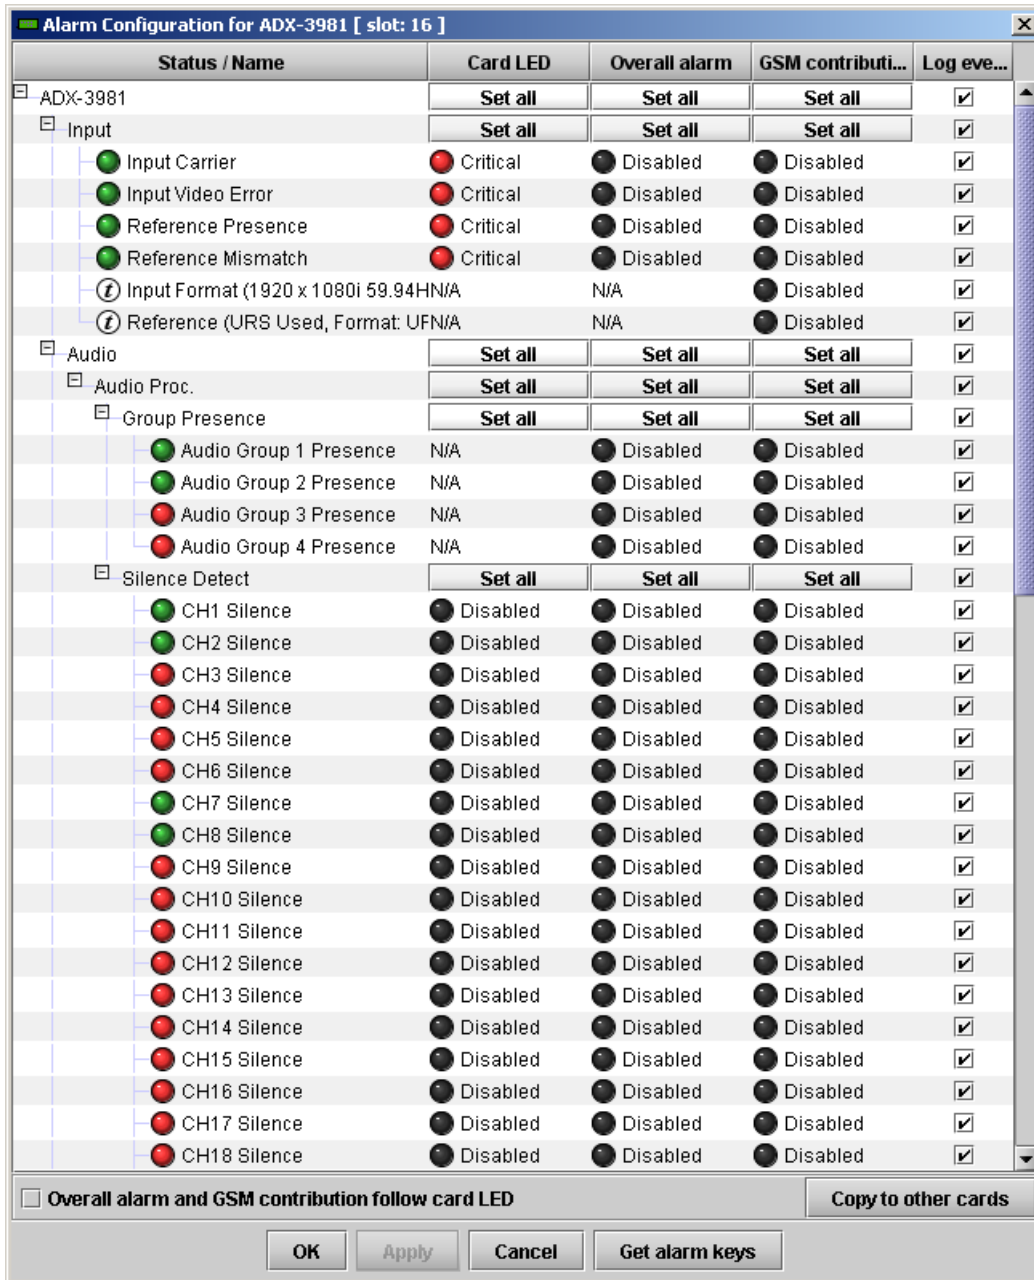 Alarm Configuration for ADX-3981 [ slot: 16 ]
Status / Name Card LED Overall alarm GSM contributi... Log eve...
ADX-3981 Set all Set all Set all
Input Set all Set all Set all
Input Carrier Critical Disabled Disabled
Input Video Error Critical Disabled Disabled
Reference Presence Critical Disabled Disabled
Reference Mismatch Critical Disabled Disabled
t Input Format (1920 x 1080i 59.94H N/A N/A Disabled
t Reference (URS Used, Format: UF N/A N/A Disabled
Audio Set all Set all Set all
Audio Proc. Set all Set all Set all
Group Presence Set all Set all Set all
Audio Group 1 Presence N/A Disabled Disabled
Audio Group 2 Presence N/A Disabled Disabled
Audio Group 3 Presence N/A Disabled Disabled
Audio Group 4 Presence N/A Disabled Disabled
Silence Detect Set all Set all Set all
CH1 Silence Disabled Disabled Disabled
CH2 Silence Disabled Disabled Disabled
CH3 Silence Disabled Disabled Disabled
CH4 Silence Disabled Disabled Disabled
CH5 Silence Disabled Disabled Disabled
CH6 Silence Disabled Disabled Disabled
CH7 Silence Disabled Disabled Disabled
CH8 Silence Disabled Disabled Disabled
CH9 Silence Disabled Disabled Disabled
CH10 Silence Disabled Disabled Disabled
CH11 Silence Disabled Disabled Disabled
CH12 Silence Disabled Disabled Disabled
CH13 Silence Disabled Disabled Disabled
CH14 Silence Disabled Disabled Disabled
CH15 Silence Disabled Disabled Disabled
CH16 Silence Disabled Disabled Disabled
CH17 Silence Disabled Disabled Disabled
CH18 Silence Disabled Disabled Disabled
Overall alarm and GSM contribution follow card LED Copy to other cards
OK Apply Cancel Get alarm keys